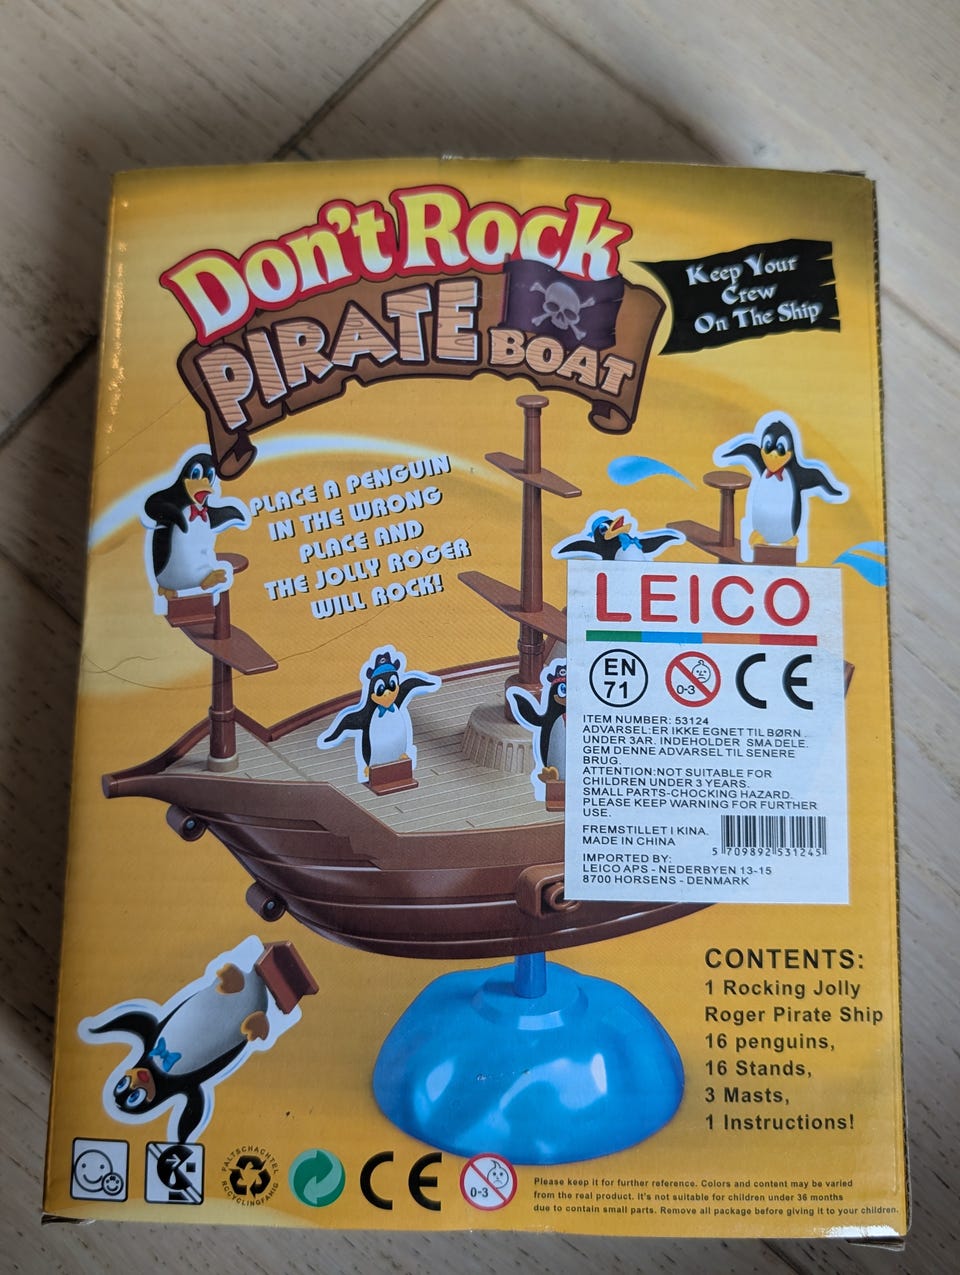 Don't Rock
PIRATE BOAT
Keep Your
Crew
On The Ship
PLACE A PENGUIN
IN THE WRONG
PLACE AND
THE JOLLY ROGER
WILL ROCK!
LEICO
EN
71
0-3
CE
ITEM NUMBER: 53124
ADVARSEL:ER IKKE EGNET TIL BØRN
UNDER 3AR. INDEHOLDER SMA DELE.
GEM DENNE ADVARSEL TIL SENERE
BRUG.
ATTENTION:NOT SUITABLE FOR
CHILDREN UNDER 3 YEARS.
SMALL PARTS-CHOCKING HAZARD.
PLEASE KEEP WARNING FOR FURTHER
USE.
FREMSTILLET I KINA.
MADE IN CHINA
5 709892 531245
IMPORTED BY:
LEICO APS - NEDERBYEN 13-15
8700 HORSENS - DENMARK
CONTENTS:
1 Rocking Jolly
Roger Pirate Ship
16 penguins,
16 Stands,
3 Masts,
1 Instructions!
FALTSCHACHTEL
CE
0-3
Please keep it for further reference. Colors and content may be varied
from the real product. it's not suitable for children under 36 months
due to contain small parts. Remove all package before giving it to your children.